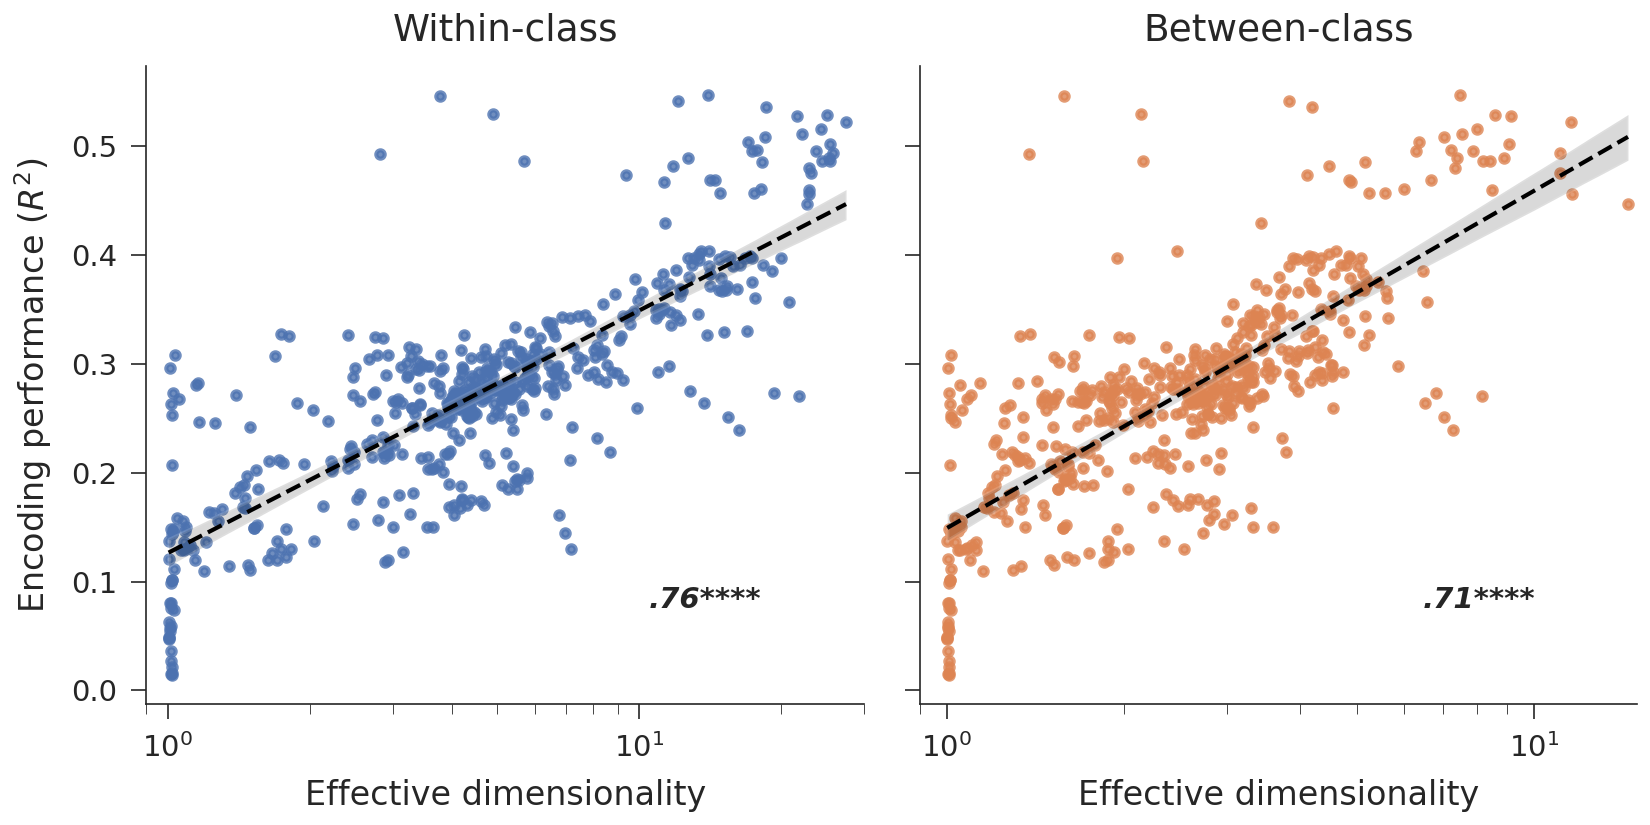 Within-class
Between-class
Encoding performance (R²)
0.5
0.4
0.3
0.2
0.1
0.0
.76****
.71****
10⁰
10¹
10⁰
10¹
Effective dimensionality
Effective dimensionality